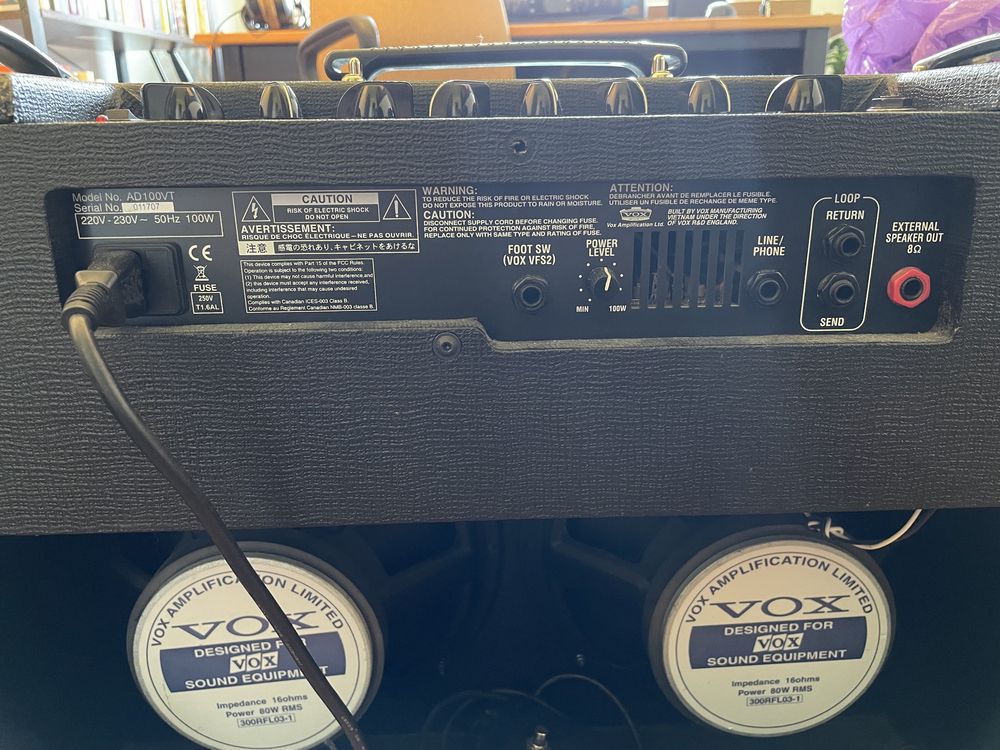 Model No. AD100VT
Serial No. 011707
220V - 230V~ 50Hz 100W
FUSE
250V
T1.6AL
CAUTION
RISK OF ELECTRIC SHOCK
DO NOT OPEN
AVERTISSEMENT:
RISQUE DE CHOC ÉLECTRIQUE—NE PAS OUVRIR.
注意 感電の恐れあり、キャビネットをあけるな
This device complies with Part 15 of the FCC Rules.
Operation is subject to the following two conditions:
(1) This device may not cause harmful interference,and
(2) this device must accept any interference received,
including interference that may cause undesired
operation.
Complies with Canadian ICES-003 Class B.
Conforme au Reglement Canadien NMB-003 classe B.
WARNING:
TO REDUCE THE RISK OF FIRE OR ELECTRIC SHOCK
DO NOT EXPOSE THIS PRODUCT TO RAIN OR MOISTURE.
CAUTION:
DISCONNECT SUPPLY CORD BEFORE CHANGING FUSE.
FOR CONTINUED PROTECTION AGAINST RISK OF FIRE,
REPLACE ONLY WITH SAME TYPE AND RATING OF FUSE.
FOOT SW
(VOX VFS2)
POWER
LEVEL
MIN 100W
ATTENTION:
DEBRANCHER AVANT DE REMPLACER LE FUSIBLE.
UTILISER UN FUSIBLE DE RECHANGE DE MEME TYPE.
VOX
Vox Amplification Ltd.
BUILT BY VOX MANUFACTURING
VIETNAM UNDER THE DIRECTION
OF VOX R&D ENGLAND.
LINE/
PHONE
LOOP
RETURN
SEND
EXTERNAL
SPEAKER OUT
8Ω
VOX AMPLIFICATION LIMITED
VOX
DESIGNED F
VOX
SOUND EQUIPMENT
Impedance 16ohms
Power 80W RMS
300RFL03-1
VOX AMPLIFICATION LIMITED
VOX
DESIGNED FOR
VOX
SOUND EQUIPMENT
Impedance 16ohms
Power 80W RMS
300RFL03-1